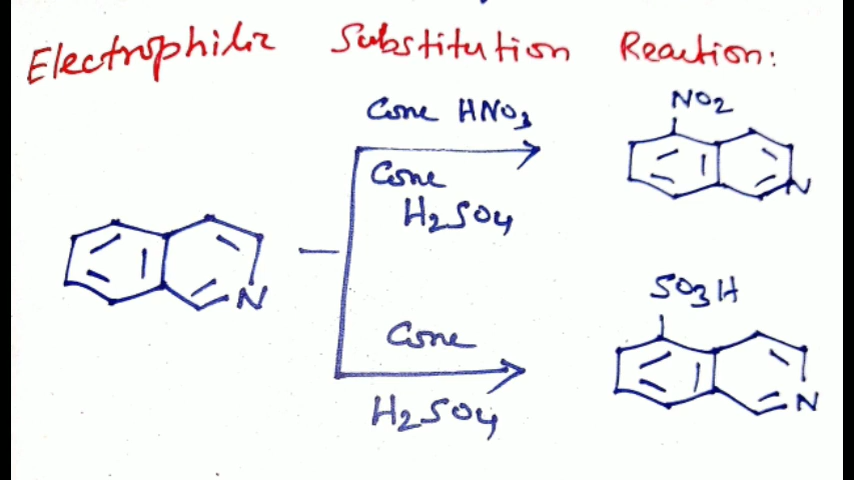 Electrophilic Substitution Reaction:
Conc HNO3
Conc
H2SO4
NO2
N
N
SO3H
Conc
H2SO4
N